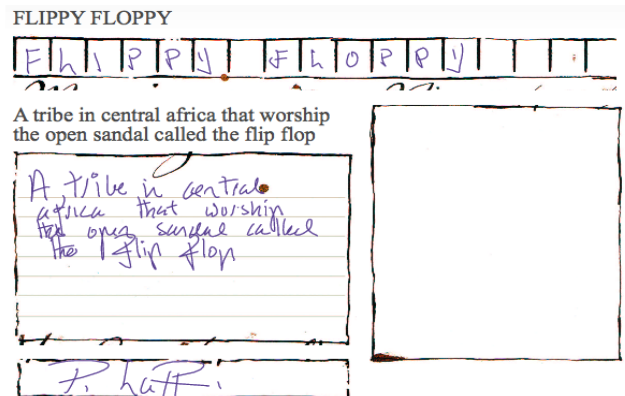 FLIPPY FLOPPY
Flippy Floppy
A tribe in central africa that worship
the open sandal called the flip flop
A tribe in central
africa that worship
the open sandal called
the flip flop
P.